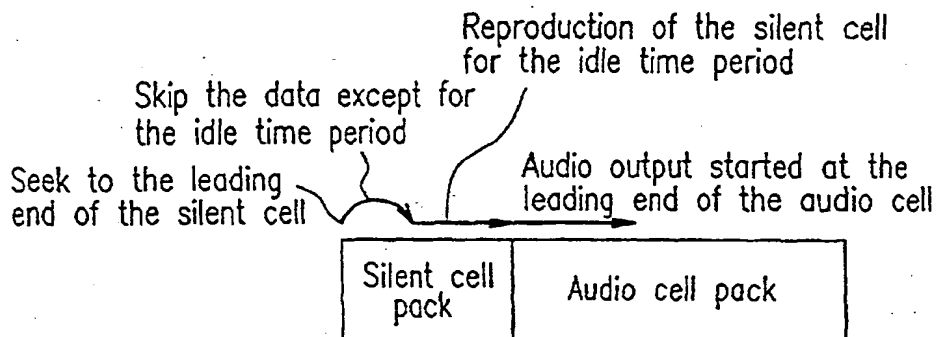 Reproduction of the silent cell
for the idle time period
Skip the data except for
the idle time period
Seek to the leading
end of the silent cell
Audio output started at the
leading end of the audio cell
Silent cell
pack
Audio cell pack